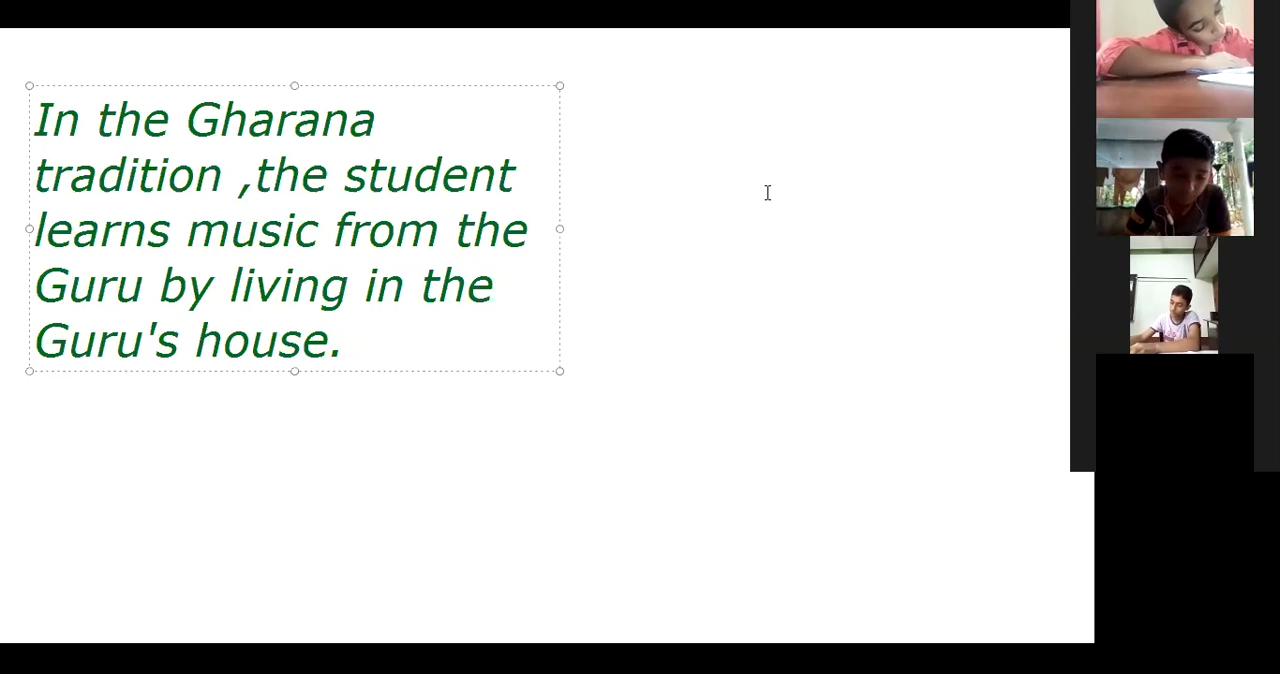 In the Gharana
tradition ,the student
learns music from the
Guru by living in the
Guru's house.